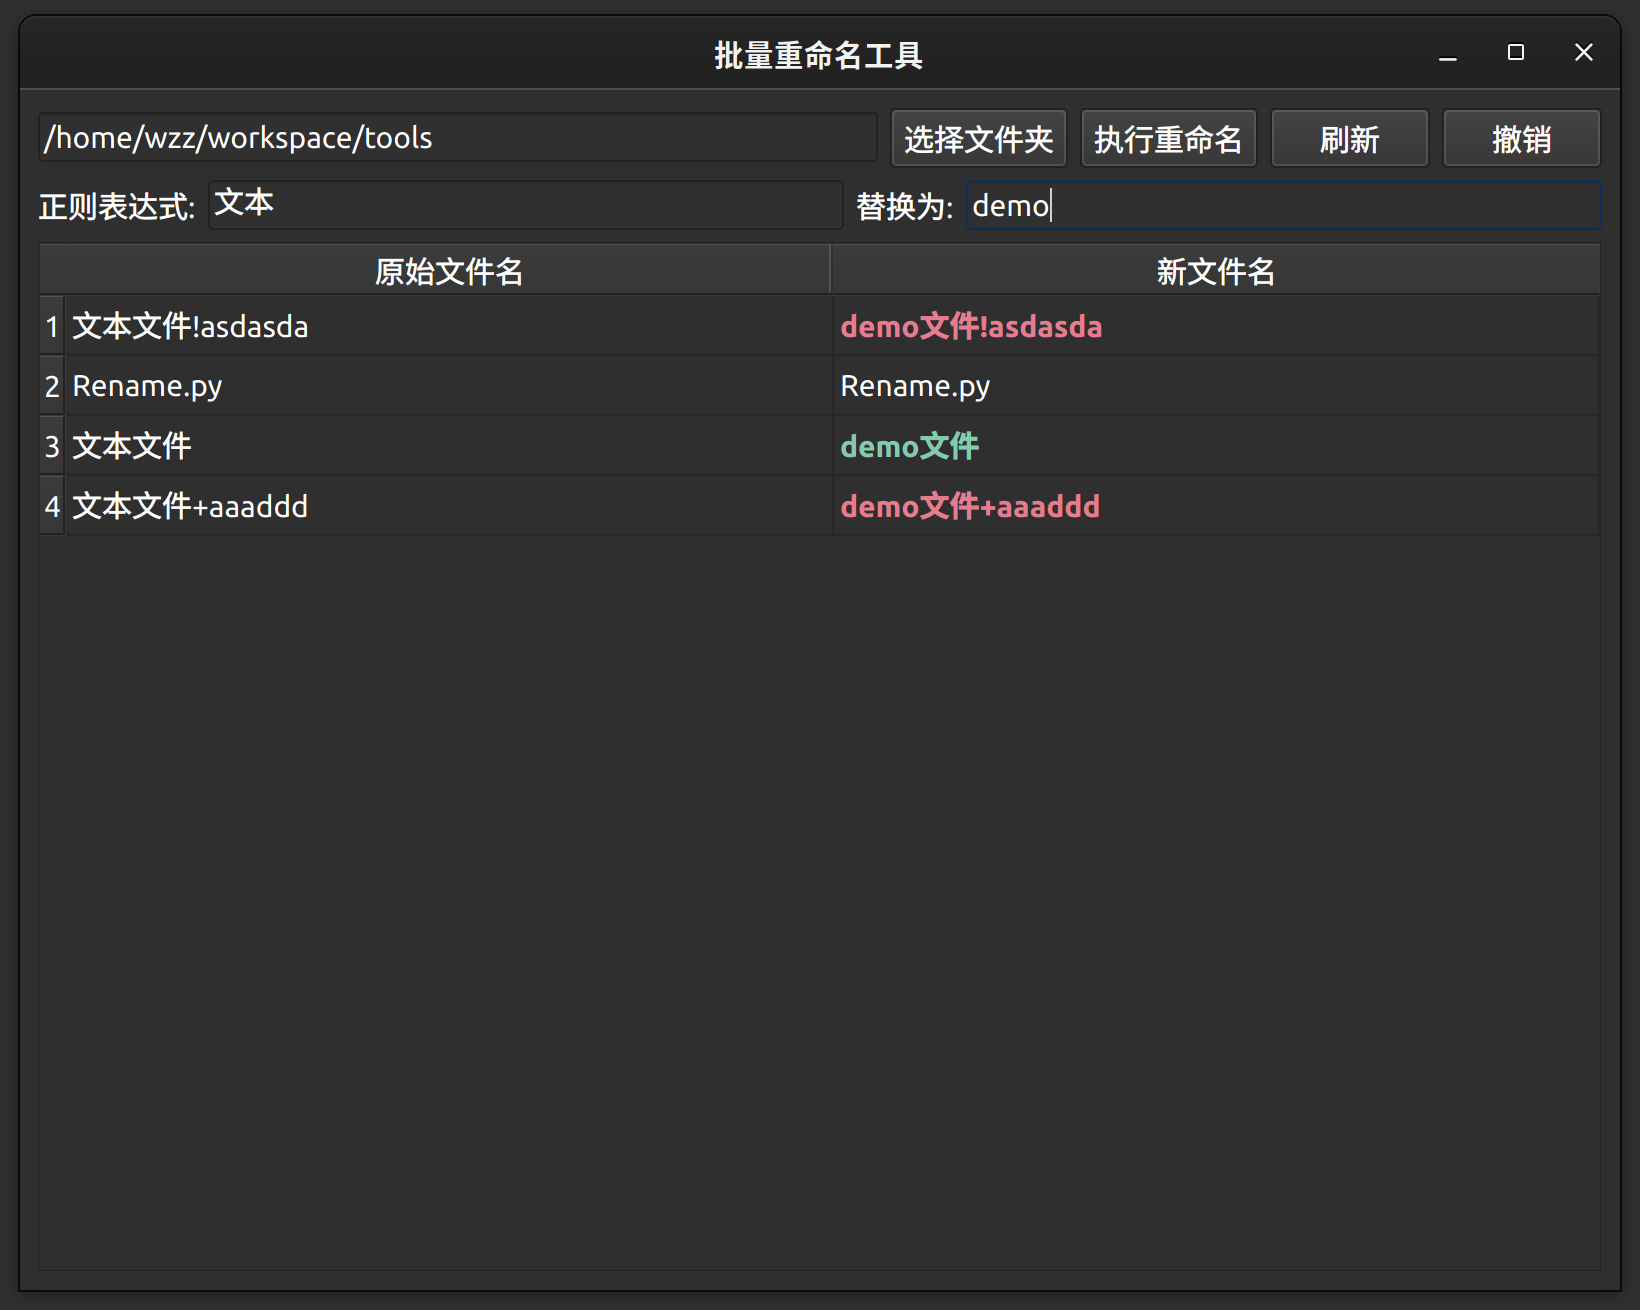 批量重命名工具
/home/wzz/workspace/tools 选择文件夹 执行重命名 刷新 撤销
正则表达式: 文本 替换为: demo
原始文件名 新文件名
1 文本文件!asdasda demo文件!asdasda
2 Rename.py Rename.py
3 文本文件 demo文件
4 文本文件+aaaddd demo文件+aaaddd